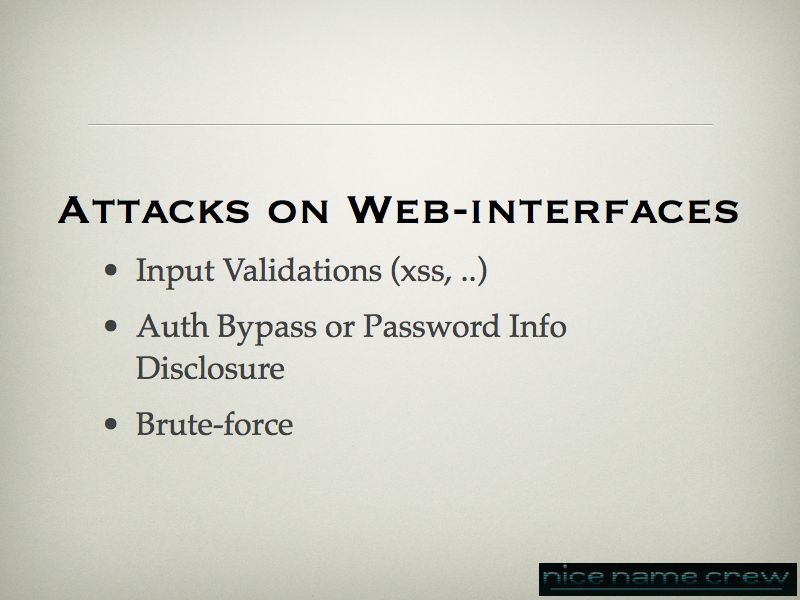 Attacks on Web-interfaces
• Input Validations (xss, ..)
• Auth Bypass or Password Info
Disclosure
• Brute-force
nice name crew